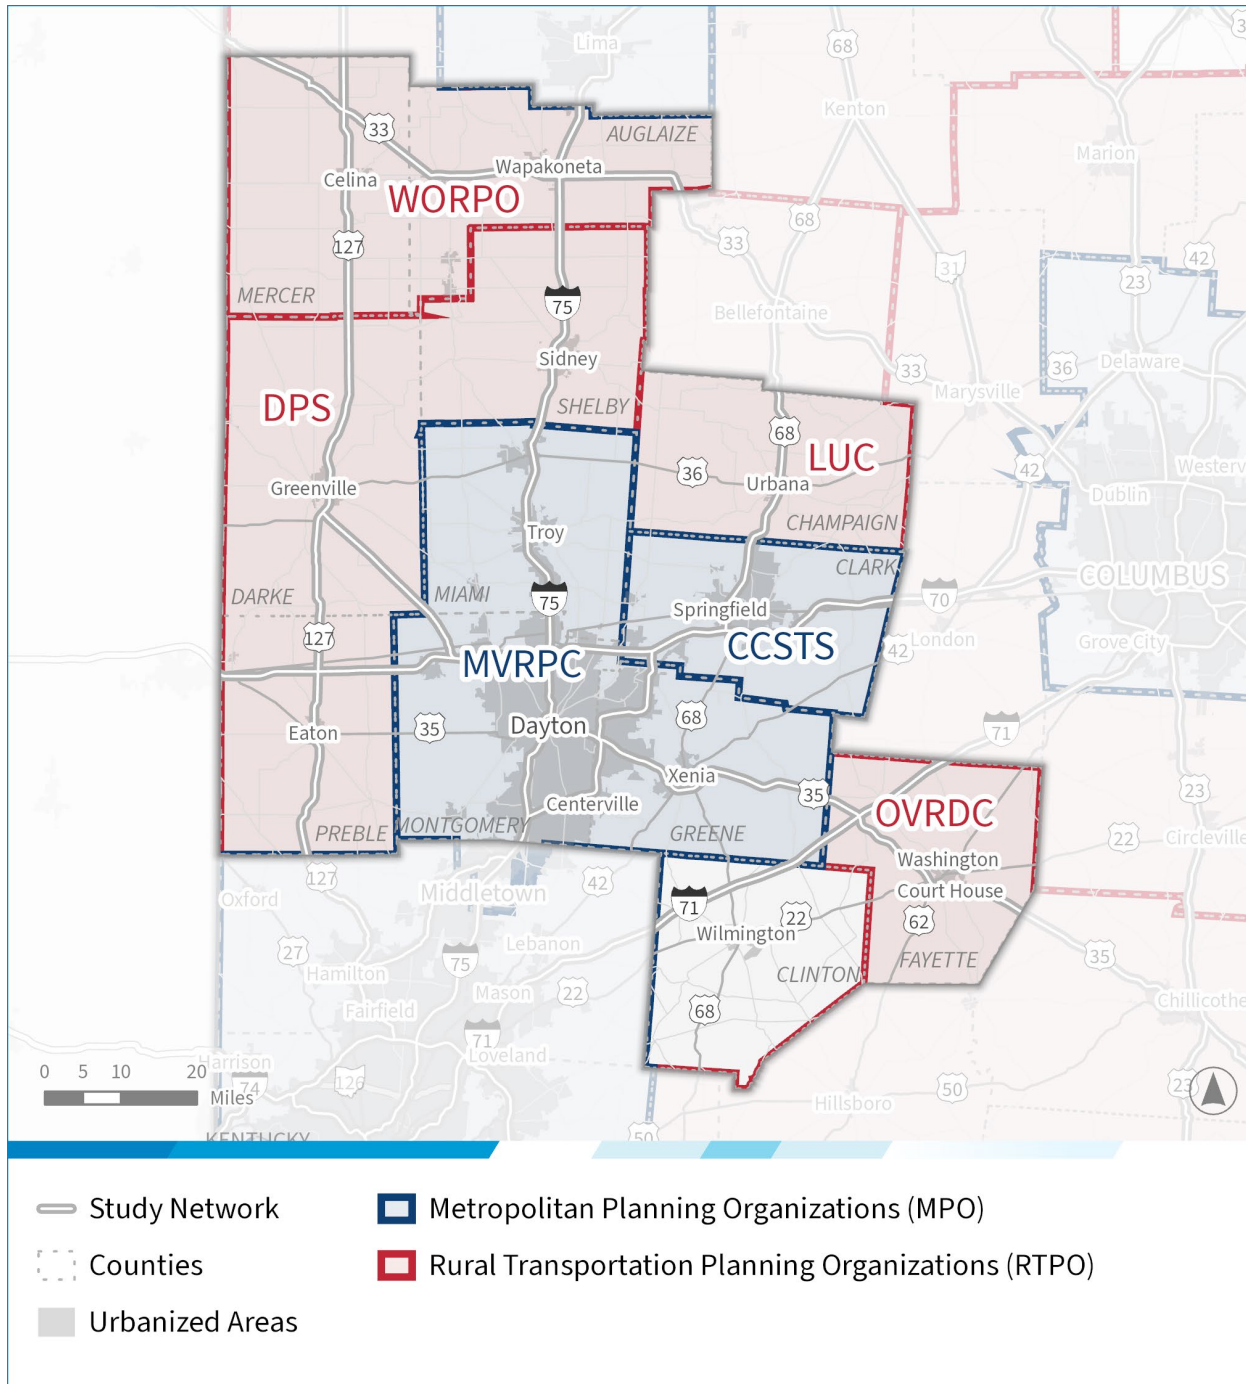 Lima
68
Kenton
33
AUGLAIZE
Marion
Wapakoneta
Celina
WORPO
68
127
33
42
31
23
MERCER
75
Bellefontaine
Sidney
36
Delaware
33
Marysville
DPS
SHELBY
68
LUC
36
Urbana
42
Westerv
Greenville
Dublin
CHAMPAIGN
Troy
CLARK
COLUMBUS
DARKE
MIAMI
75
70
Springfield
127
London
Grove City
42
CCSTS
MVRPC
68
35
Dayton
71
Eaton
Xenia
35
23
Centerville
OVRDC
PREBLE
MONTGOMERY
GREENE
22
Circleville
Washington
Court House
127
42
Middletown
Oxford
71
22
62
Wilmington
Lebanon
27
75
35
FAYETTE
Hamilton
CLINTON
Mason
22
Chillicothe
Fairfield
68
71
Loveland
Harrison
0 5 10 20
Miles
74
126
50
23
Hillsboro
KENTUCKY
50
Study Network
Counties
Urbanized Areas
Metropolitan Planning Organizations (MPO)
Rural Transportation Planning Organizations (RTPO)